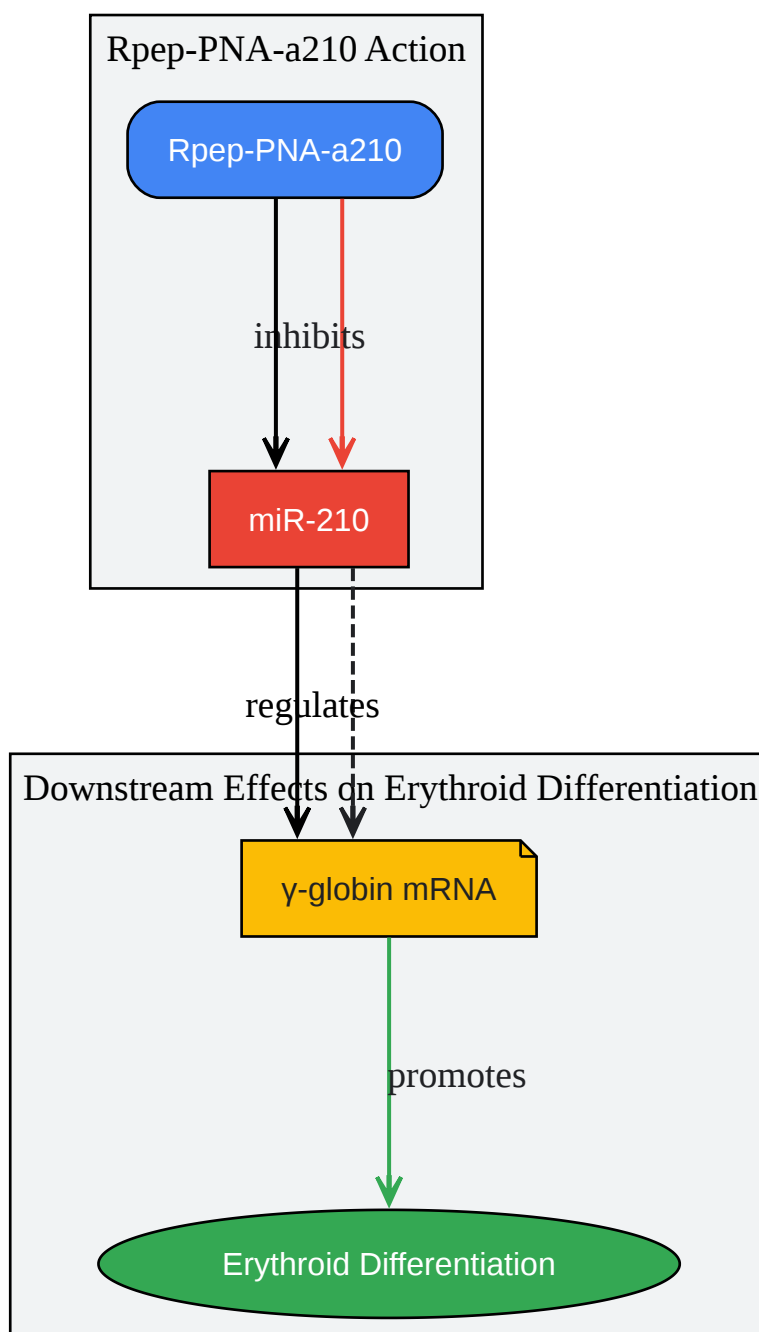 Rpep-PNA-a210 Action
Rpep-PNA-a210
inhibits
miR-210
regulates
Downstream Effects on Erythroid Differentiation
γ-globin mRNA
promotes
Erythroid Differentiation